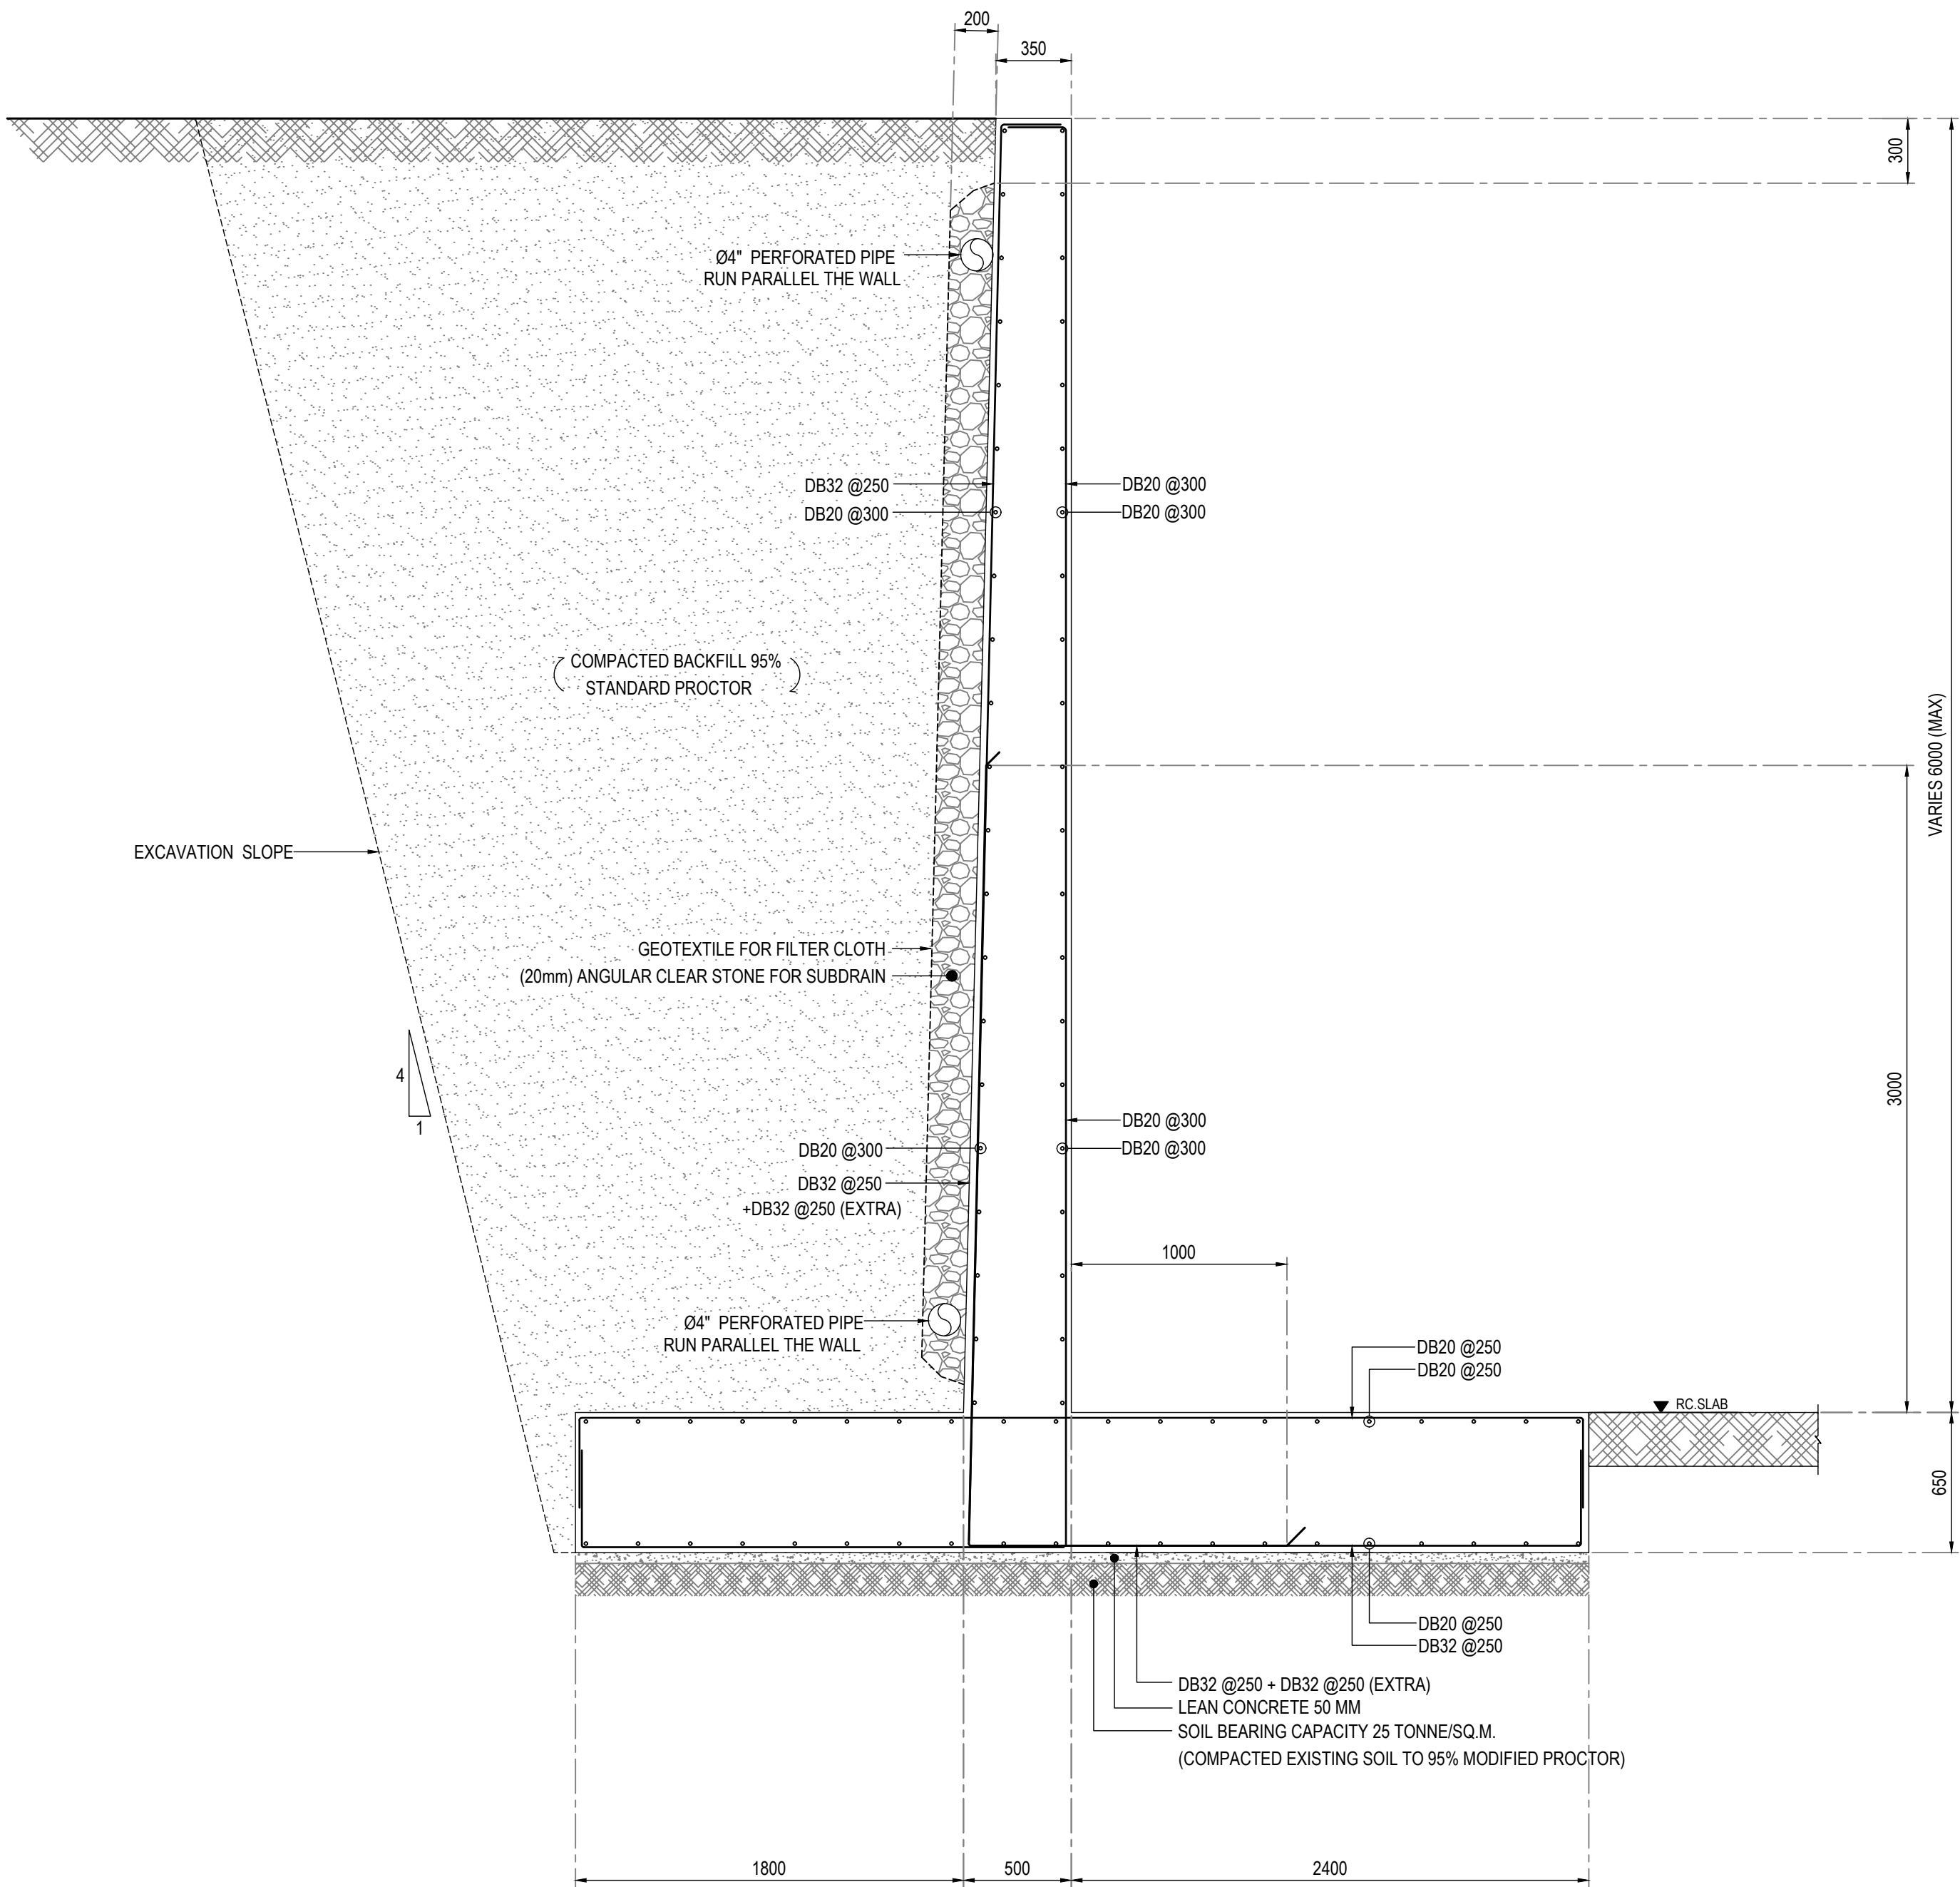 200
350
300
Ø4" PERFORATED PIPE
RUN PARALLEL THE WALL
DB32 @250
DB20 @300
DB20 @300
DB20 @300
COMPACTED BACKFILL 95%
STANDARD PROCTOR
VARIES 6000 (MAX)
EXCAVATION SLOPE
GEOTEXTILE FOR FILTER CLOTH
(20mm) ANGULAR CLEAR STONE FOR SUBDRAIN
4
1
3000
DB20 @300
DB20 @300
DB20 @300
DB32 @250
+DB32 @250 (EXTRA)
1000
Ø4" PERFORATED PIPE
RUN PARALLEL THE WALL
DB20 @250
DB20 @250
RC.SLAB
650
DB20 @250
DB32 @250
DB32 @250 + DB32 @250 (EXTRA)
LEAN CONCRETE 50 MM
SOIL BEARING CAPACITY 25 TONNE/SQ.M.
(COMPACTED EXISTING SOIL TO 95% MODIFIED PROCTOR)
1800
500
2400